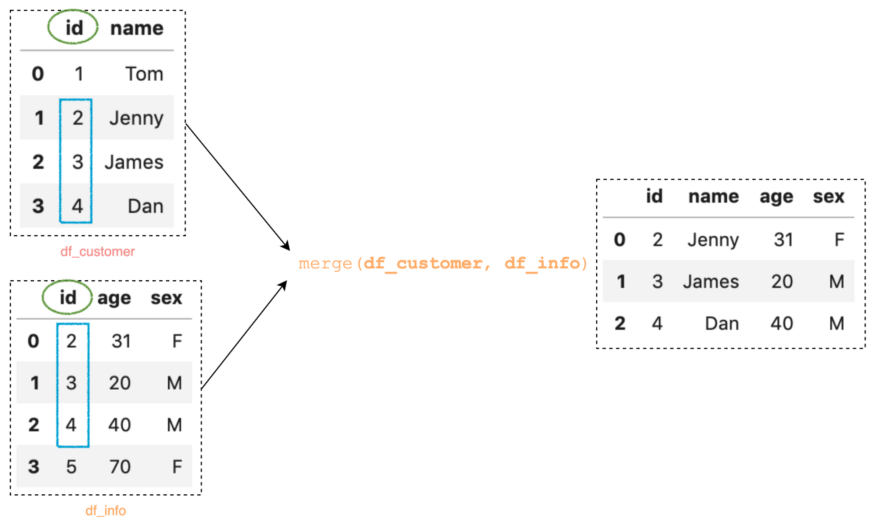 id name
0 1 Tom
1 2 Jenny
2 3 James
3 4 Dan
df_customer
id age sex
0 2 31 F
1 3 20 M
2 4 40 M
3 5 70 F
df_info
merge(df_customer, df_info)
id name age sex
0 2 Jenny 31 F
1 3 James 20 M
2 4 Dan 40 M